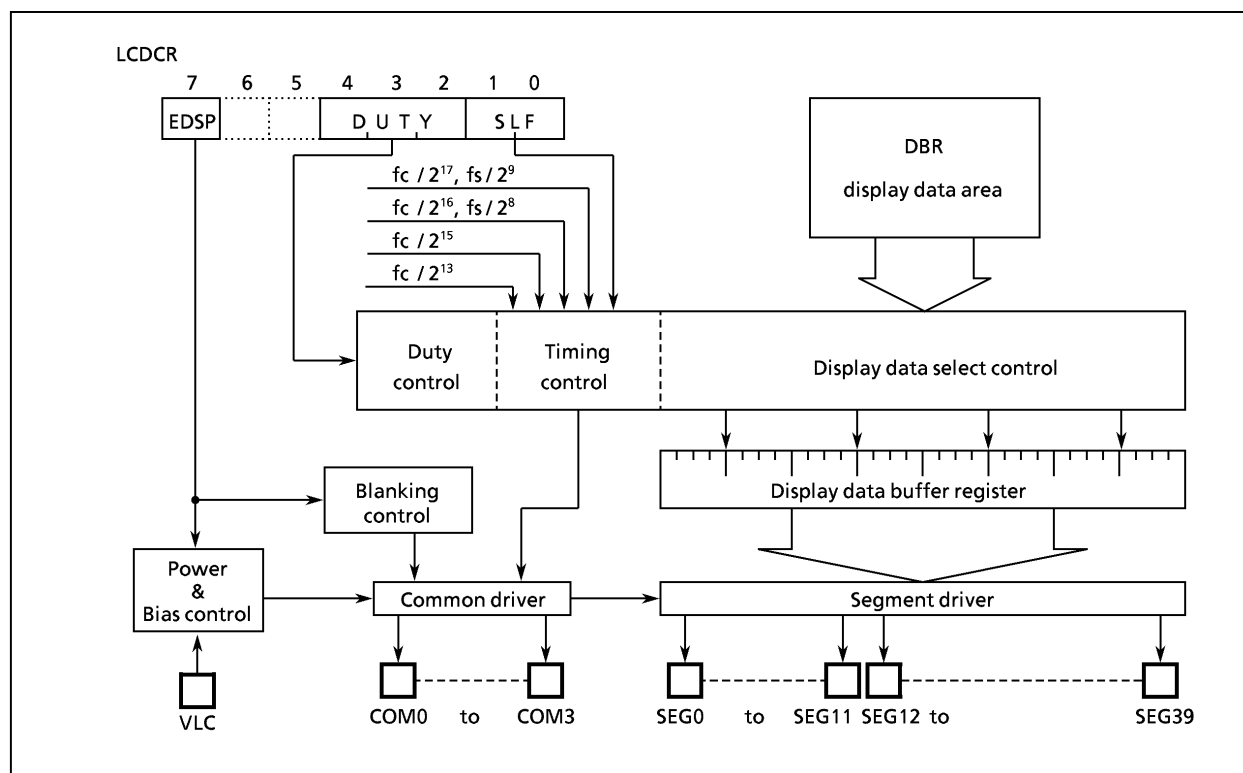 LCDCR
7 6 5 4 3 2 1 0
EDSP DUTY SLF
fc / 2¹⁷, fs / 2⁹
fc / 2¹⁶, fs / 2⁸
fc / 2¹⁵
fc / 2¹³
DBR
display data area
Duty
control
Timing
control
Display data select control
Display data buffer register
Blanking
control
Power
&
Bias control
Common driver
Segment driver
VLC
COM0 to COM3
SEG0 to SEG11 SEG12 to SEG39